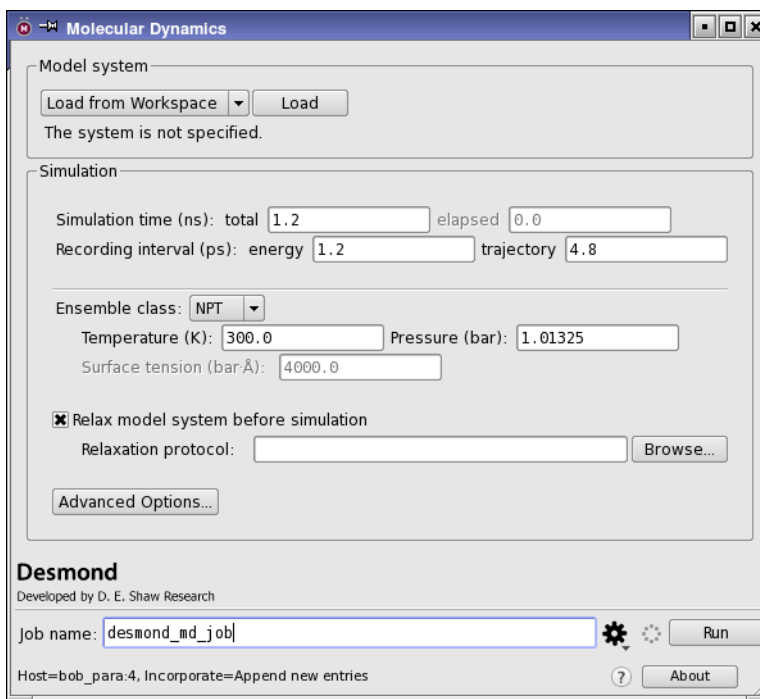 Molecular Dynamics
Model system
Load from Workspace Load
The system is not specified.
Simulation
Simulation time (ns): total 1.2 elapsed 0.0
Recording interval (ps): energy 1.2 trajectory 4.8
Ensemble class: NPT
Temperature (K): 300.0 Pressure (bar): 1.01325
Surface tension (bar·Å): 4000.0
Relax model system before simulation
Relaxation protocol: Browse...
Advanced Options...
Desmond
Developed by D. E. Shaw Research
Job name: desmond_md_job Run
Host=bob_para:4, Incorporate=Append new entries ? About